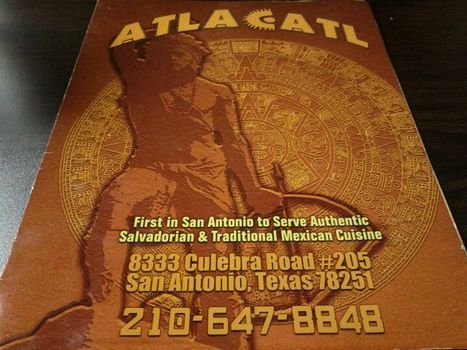 ATLACATL
First in San Antonio to Serve Authentic
Salvadorian & Traditional Mexican Cuisine
8333 Culebra Road #205
San Antonio, Texas 78251
210-647-8848